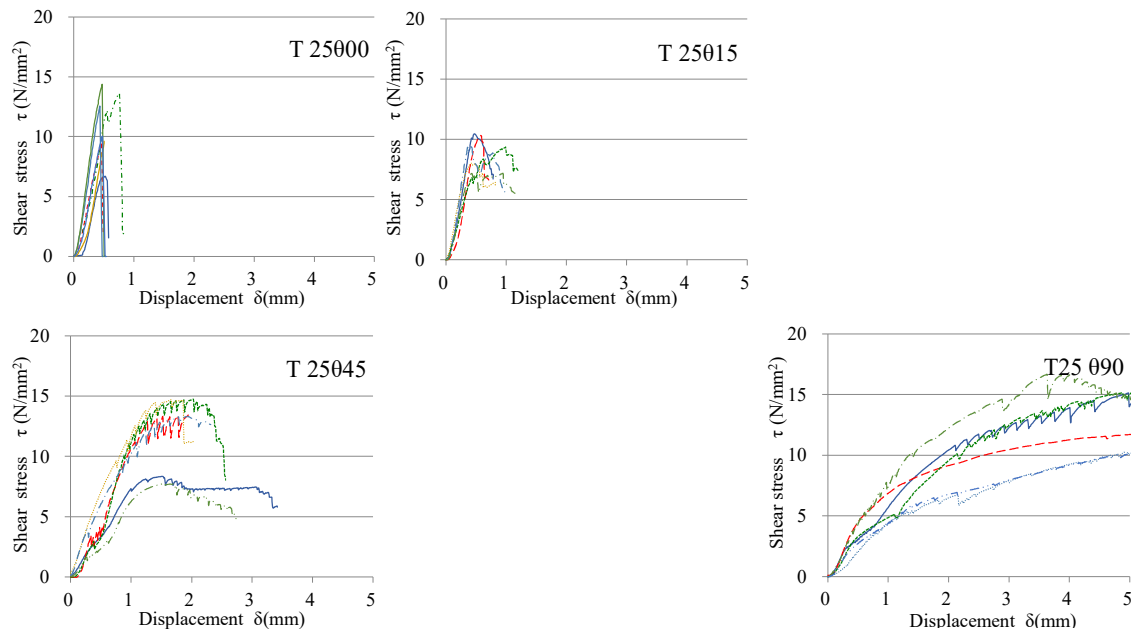 20
15
10
5
0
Shear stress τ (N/mm²)
T 25θ00
0 1 2 3 4 5
Displacement δ(mm)
20
15
10
5
0
Shear stress τ (N/mm²)
T 25θ15
0 1 2 3 4 5
Displacement δ(mm)
20
15
10
5
0
Shear stress τ (N/mm²)
T 25θ45
0 1 2 3 4 5
Displacement δ(mm)
20
15
10
5
0
Shear stress τ (N/mm²)
T25 θ90
0 1 2 3 4 5
Displacement δ(mm)